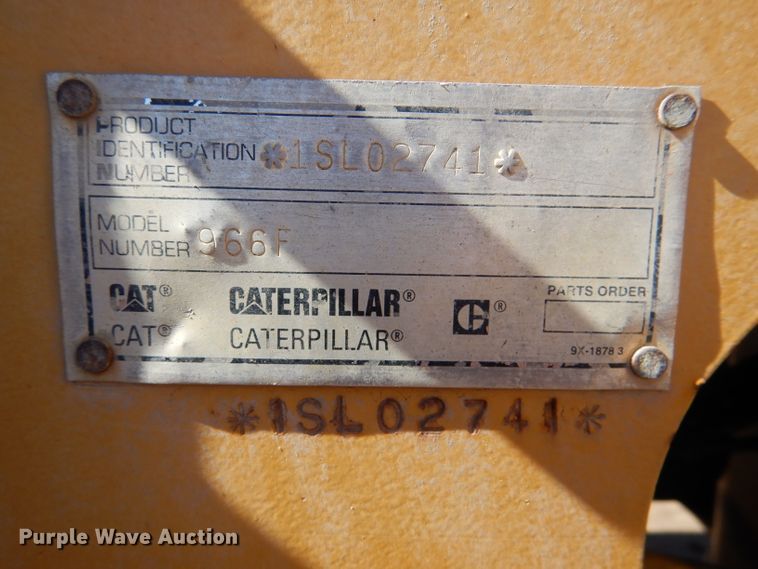 PRODUCT
IDENTIFICATION *1SL02741*
NUMBER
MODEL
NUMBER 966F
CAT® CATERPILLAR® C® PARTS ORDER
CAT® CATERPILLAR®
9X-1878 3
*1SL02741*
Purple Wave Auction